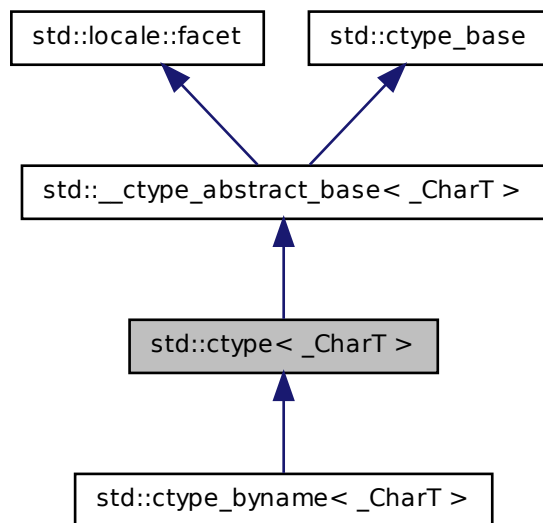 std::locale::facet
std::ctype_base
std::__ctype_abstract_base< _CharT >
std::ctype< _CharT >
std::ctype_byname< _CharT >